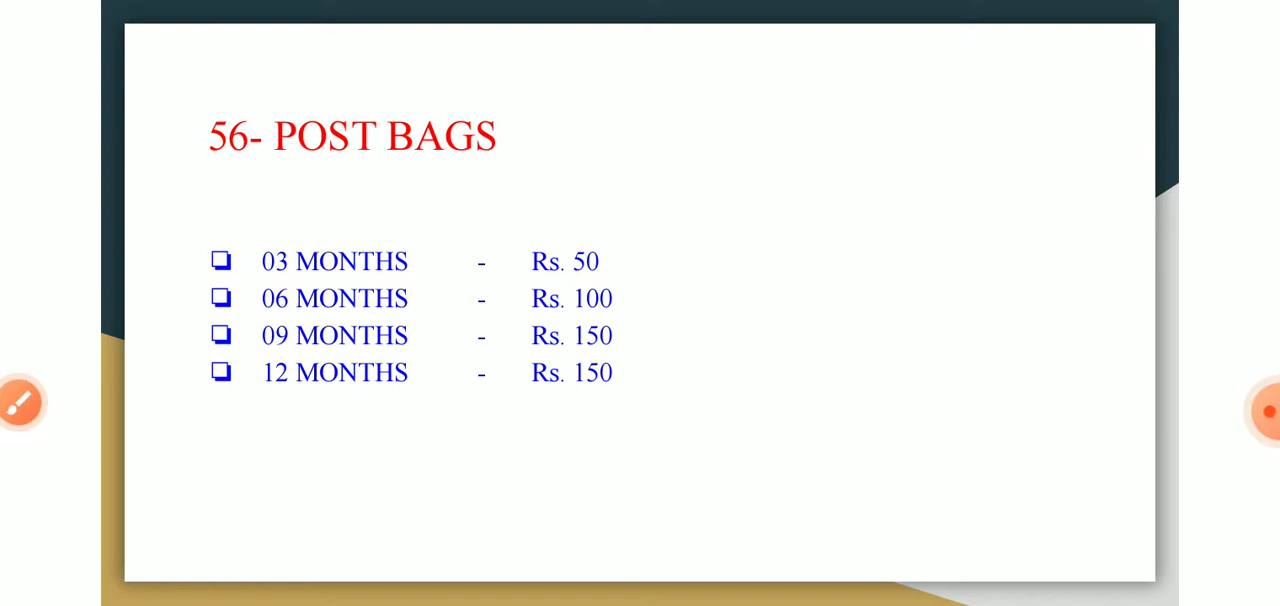 56- POST BAGS
❑ 03 MONTHS - Rs. 50
❑ 06 MONTHS - Rs. 100
❑ 09 MONTHS - Rs. 150
❑ 12 MONTHS - Rs. 150